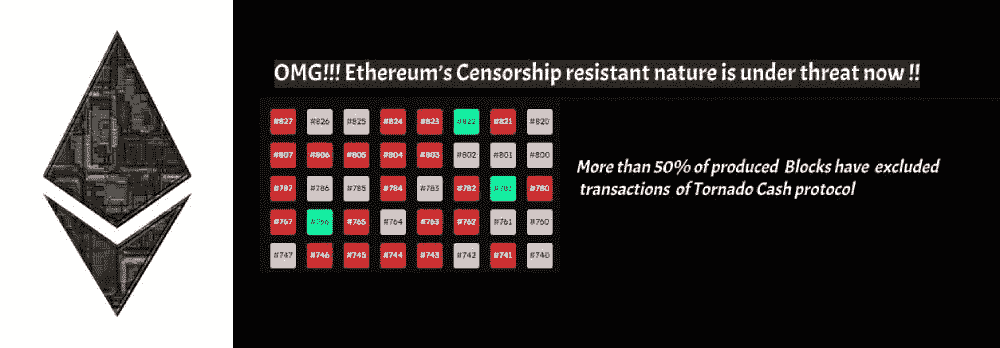 OMG!!! Ethereum's Censorship resistant nature is under threat now !!
#827 #826 #825 #824 #823 #822 #821 #820
#807 #806 #805 #804 #803 #802 #801 #800
#787 #786 #785 #784 #783 #782 #781 #780
#767 #766 #765 #764 #763 #762 #761 #760
#747 #746 #745 #744 #743 #742 #741 #740
More than 50% of produced Blocks have excluded
transactions of Tornado Cash protocol